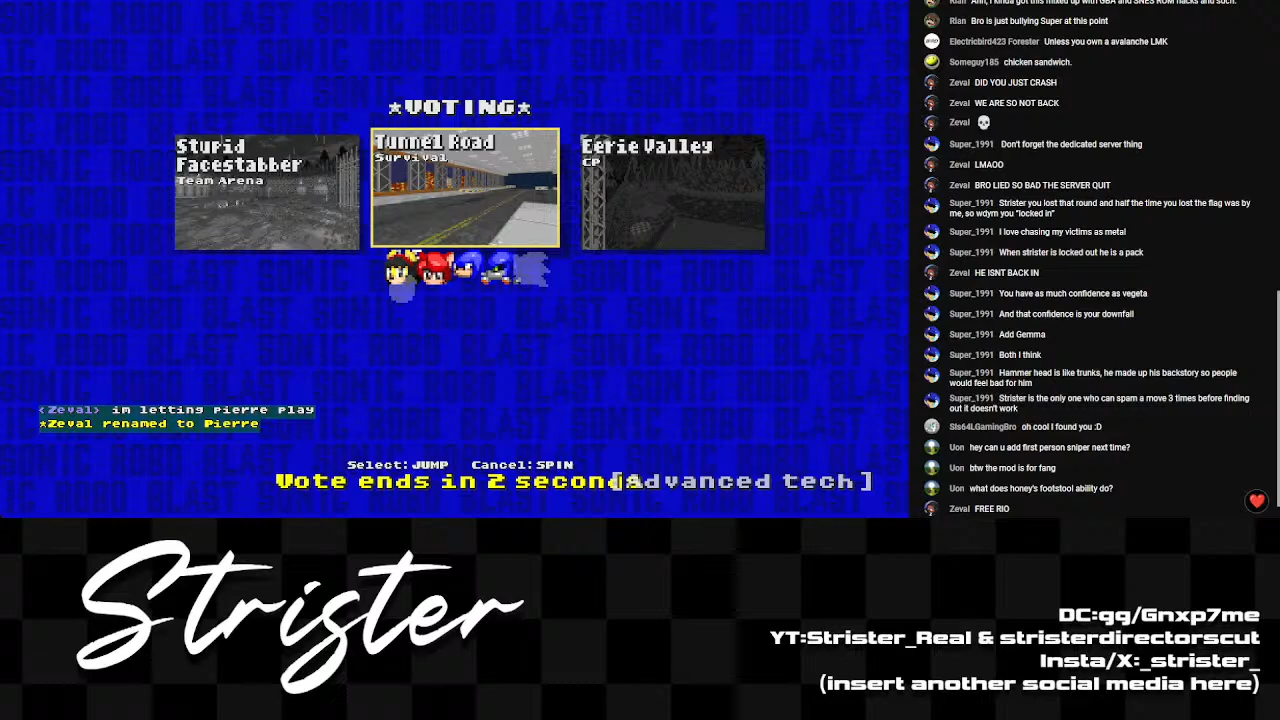 ★VOTING★
Stupid
Facestabber
Team Arena
Tunnel Road
Survival
Eerie Valley
CP
<Zeval> im letting pierre play
★Zeval renamed to Pierre
Select:JUMP Cancel:SPIN
Vote ends in 2 seconds
[Advanced tech]
SONIC ROBO BLAST
Rian Bro is just bullying Super at this point
Electricbird423 Forester Unless you own a avalanche LMK
Someguy185 chicken sandwich.
Zeval DID YOU JUST CRASH
Zeval WE ARE SO NOT BACK
Zeval 💀
Super_1991 Don't forget the dedicated server thing
Zeval LMAOO
Zeval BRO LIED SO BAD THE SERVER QUIT
Super_1991 Strister you lost that round and half the time you lost the flag was by
me, so wdym you "locked in"
Super_1991 I love chasing my victims as metal
Super_1991 When strister is locked out he is a pack
Zeval HE ISNT BACK IN
Super_1991 You have as much confidence as vegeta
Super_1991 And that confidence is your downfall
Super_1991 Add Gemma
Super_1991 Both I think
Super_1991 Hammer head is like trunks, he made up his backstory so people
would feel bad for him
Super_1991 Strister is the only one who can spam a move 3 times before finding
out it doesn't work
Sls64LGamingBro oh cool I found you :D
Uon hey can u add first person sniper next time?
Uon btw the mod is for fang
Uon what does honey's footstool ability do?
Zeval FREE RIO
Strister
DC:gg/Gnxp7me
YT:Strister_Real & stristerdirectorscut
Insta/X:_strister_
(insert another social media here)